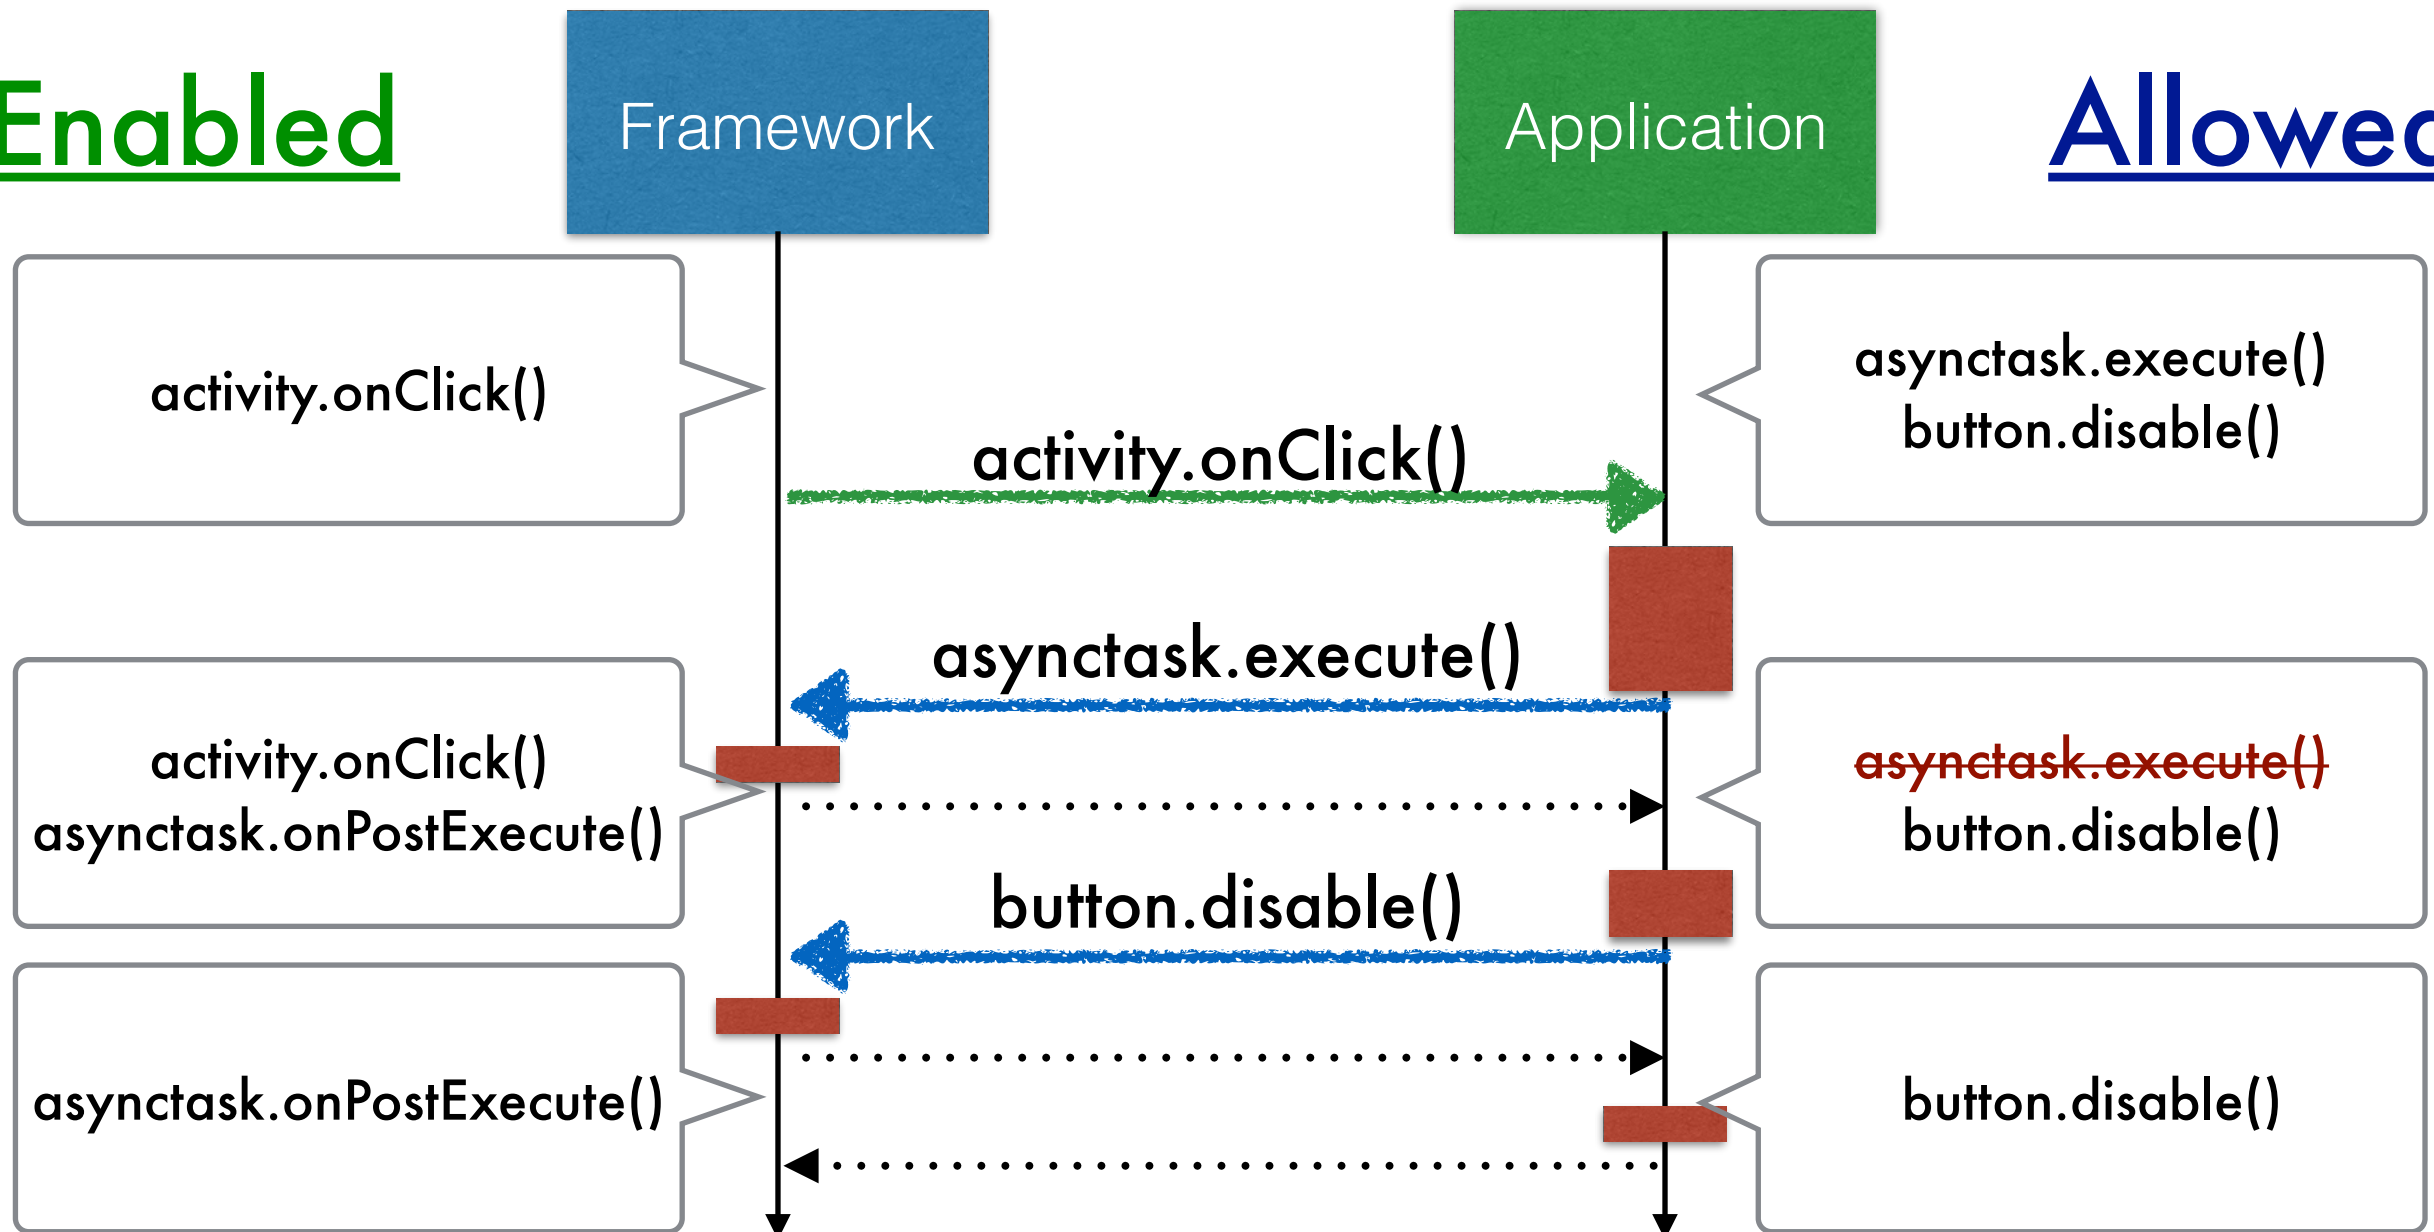 Enabled
Framework
Application
Allowed
activity.onClick()
asynctask.execute()
button.disable()
activity.onClick()
asynctask.execute()
activity.onClick()
asynctask.onPostExecute()
asynctask.execute()
button.disable()
button.disable()
asynctask.onPostExecute()
button.disable()